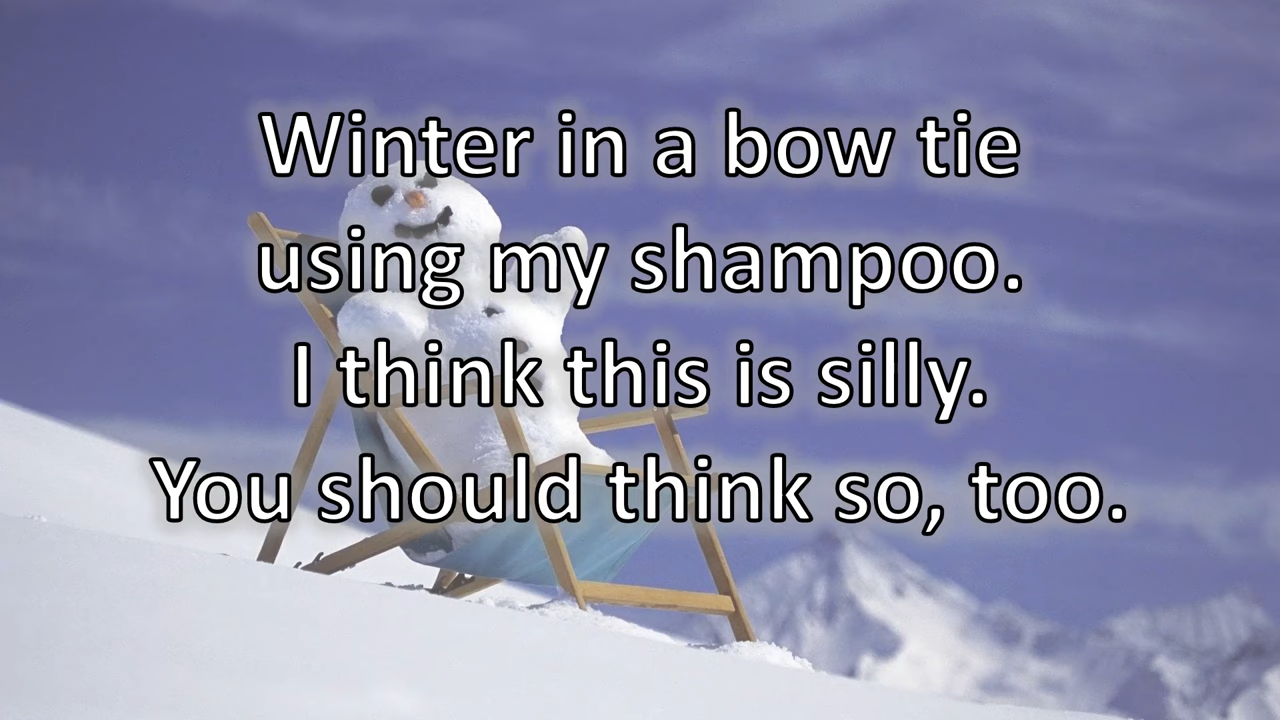 Winter in a bow tie
using my shampoo.
I think this is silly.
You should think so, too.